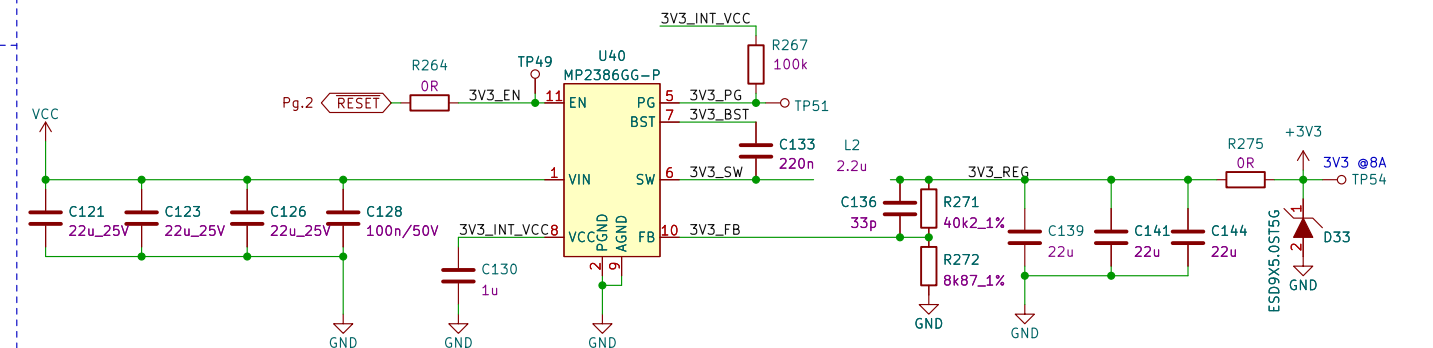 3V3_INT_VCC
R267
100k
U40
MP2386GG-P
TP49
R264
0R
Pg.2
RESET
3V3_EN
11
EN
PG
5
3V3_PG
TP51
BST
7
3V3_BST
VCC
C133
220n
L2
2.2u
1
VIN
SW
6
3V3_SW
3V3_REG
R275
0R
+3V3
3V3 @8A
TP54
C121
22u_25V
C123
22u_25V
C126
22u_25V
C128
100n/50V
3V3_INT_VCC
8
VCC
PGND
AGND
FB
10
3V3_FB
2
9
C130
1u
C136
33p
R271
40k2_1%
R272
8k87_1%
C139
22u
C141
22u
C144
22u
ESD9X5.0ST5G
1
2
D33
GND
GND
GND
GND
GND
GND